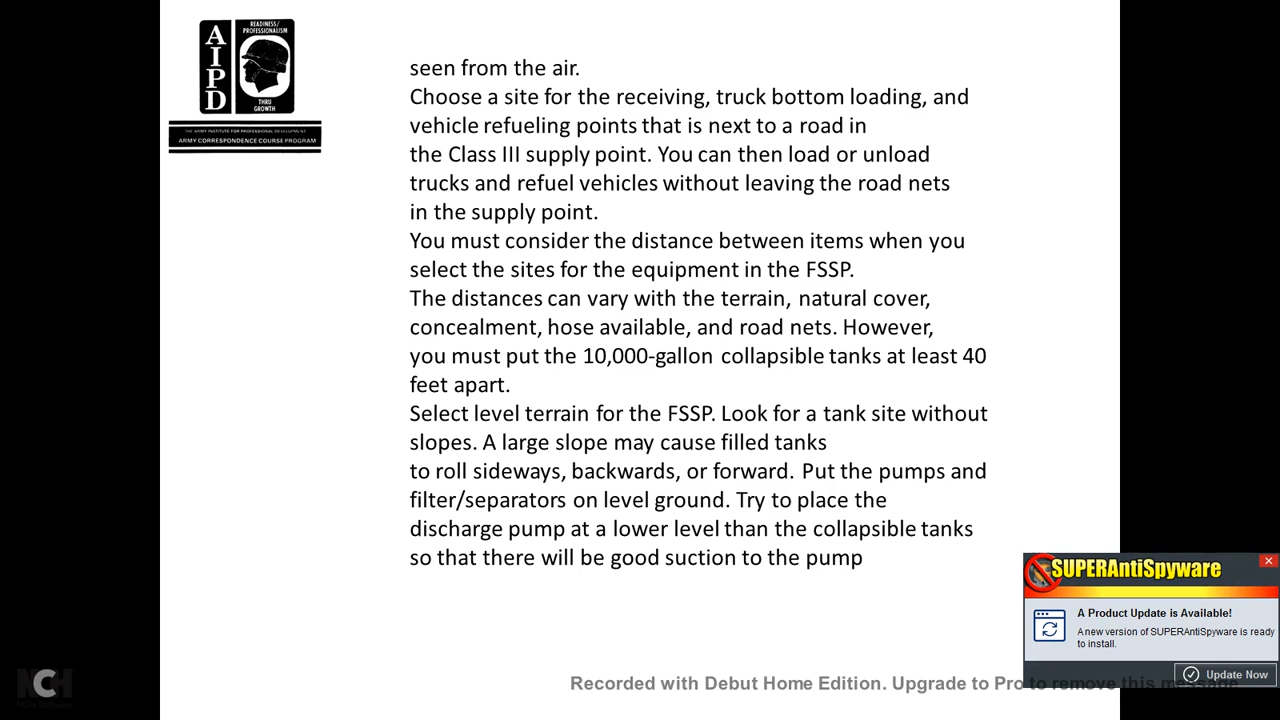 READINESS/
PROFESSIONALISM
AIPD
THRU
GROWTH
THE ARMY INSTITUTE FOR PROFESSIONAL DEVELOPMENT
ARMY CORRESPONDENCE COURSE PROGRAM
seen from the air.
Choose a site for the receiving, truck bottom loading, and
vehicle refueling points that is next to a road in
the Class III supply point. You can then load or unload
trucks and refuel vehicles without leaving the road nets
in the supply point.
You must consider the distance between items when you
select the sites for the equipment in the FSSP.
The distances can vary with the terrain, natural cover,
concealment, hose available, and road nets. However,
you must put the 10,000-gallon collapsible tanks at least 40
feet apart.
Select level terrain for the FSSP. Look for a tank site without
slopes. A large slope may cause filled tanks
to roll sideways, backwards, or forward. Put the pumps and
filter/separators on level ground. Try to place the
discharge pump at a lower level than the collapsible tanks
so that there will be good suction to the pump
SUPERAntiSpyware
A Product Update is Available!
A new version of SUPERAntiSpyware is ready
to install.
Update Now
NCH
NCH Software
Recorded with Debut Home Edition. Upgrade to Pro to remove this message